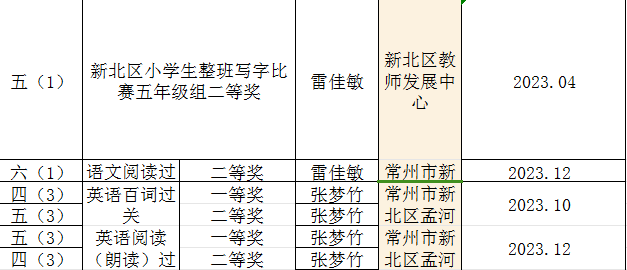 五（1） 新北区小学生整班写字比赛五年级组二等奖 雷佳敏 新北区教师发展中心 2023.04
六（1） 语文阅读过 二等奖 雷佳敏 常州市新 2023.12
四（3） 英语百词过关 一等奖 张梦竹 常州市新北区孟河 2023.10
五（3） 二等奖 张梦竹
五（3） 英语阅读（朗读）过 一等奖 张梦竹 常州市新北区孟河 2023.12
四（3） 二等奖 张梦竹